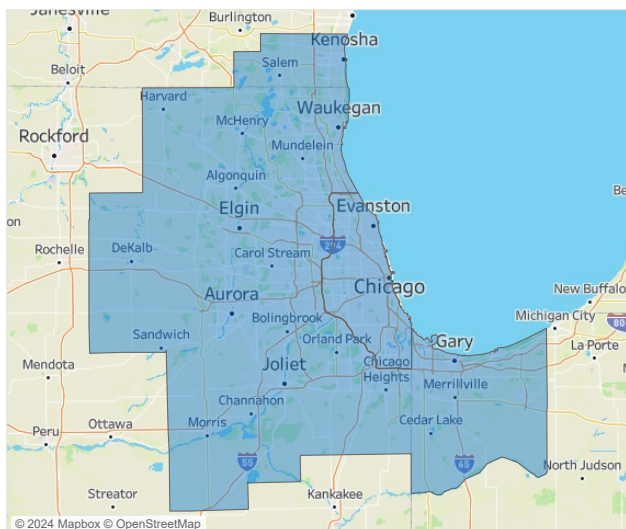 Janesville
Burlington
Kenosha
Beloit
Salem
Harvard
Waukegan
McHenry
Rockford
Mundelein
Algonquin
Elgin
Evanston
on
Be
Rochelle
DeKalb
294
Carol Stream
Chicago
New Buffalo
Aurora
Michigan City
Bolingbrook
80
Sandwich
Orland Park
Gary
La Porte
Mendota
Joliet
Chicago
Heights
Merrillville
Channahon
Morris
Cedar Lake
Ottawa
Peru
55
65
North Judson
Streator
Kankakee
© 2024 Mapbox © OpenStreetMap